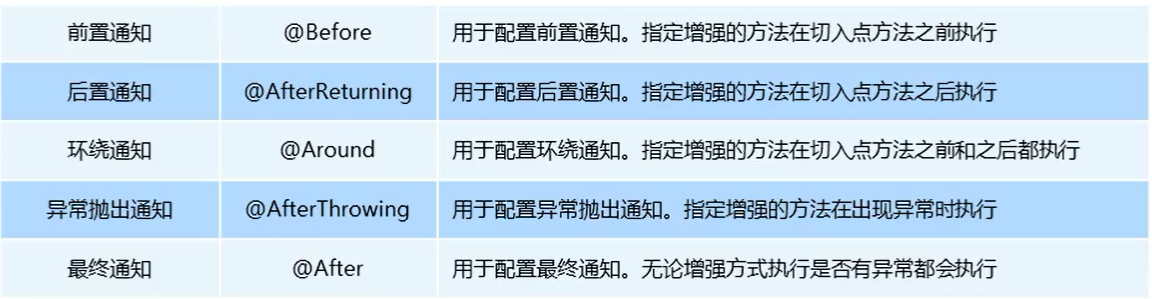 前置通知 @Before 用于配置前置通知。指定增强的方法在切入点方法之前执行
后置通知 @AfterReturning 用于配置后置通知。指定增强的方法在切入点方法之后执行
环绕通知 @Around 用于配置环绕通知。指定增强的方法在切入点方法之前和之后都执行
异常抛出通知 @AfterThrowing 用于配置异常抛出通知。指定增强的方法在出现异常时执行
最终通知 @After 用于配置最终通知。无论增强方式执行是否有异常都会执行